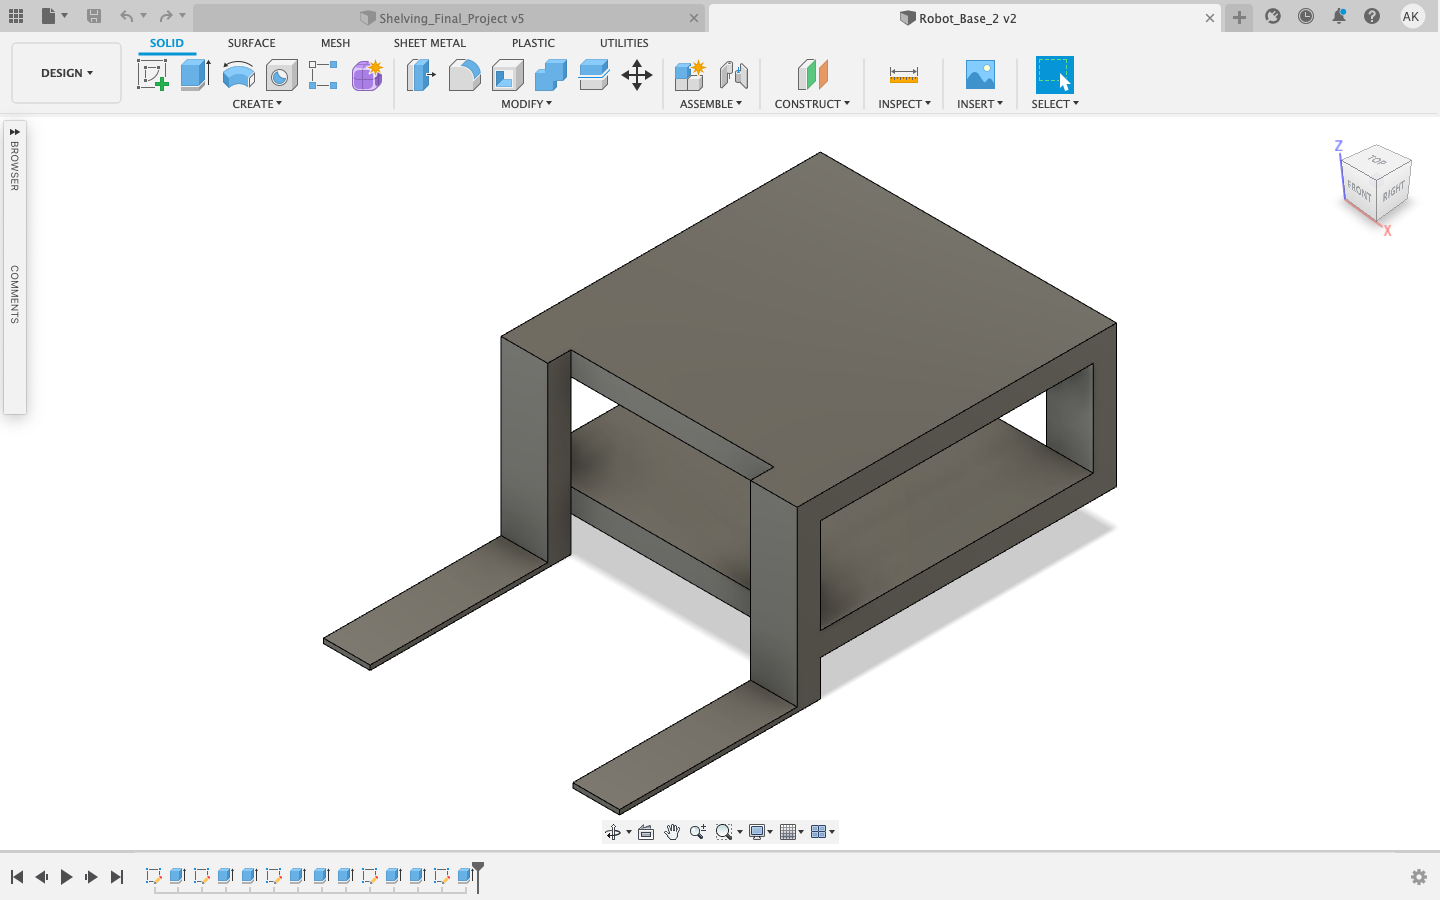 Shelving_Final_Project v5
Robot_Base_2 v2
AK
SOLID SURFACE MESH SHEET METAL PLASTIC UTILITIES
DESIGN
CREATE MODIFY ASSEMBLE CONSTRUCT INSPECT INSERT SELECT
BROWSER
COMMENTS
Z
TOP
FRONT
RIGHT
X